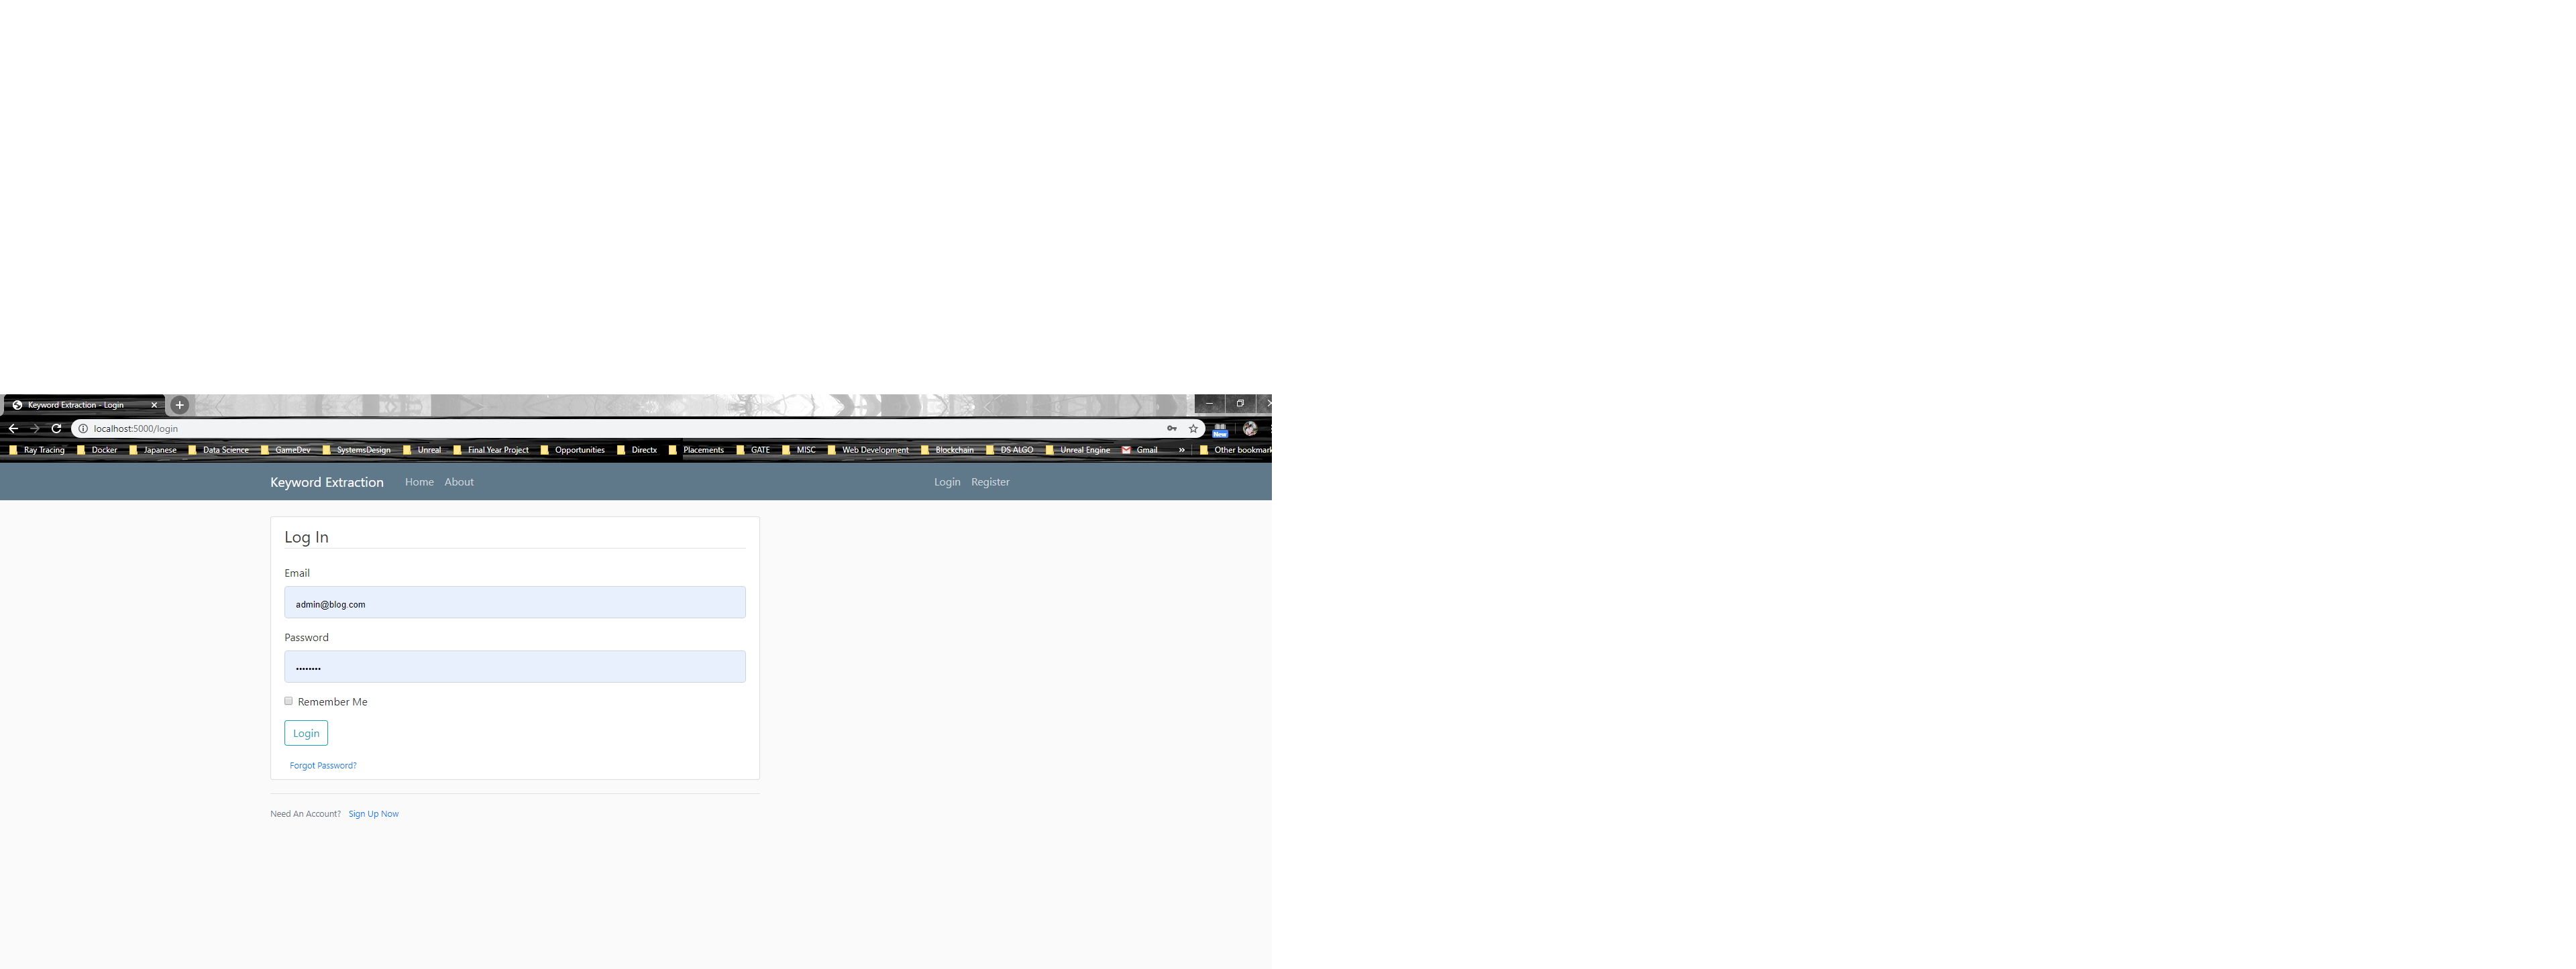 Keyword Extraction - Login
localhost:5000/login
New
Ray Tracing Docker Japanese Data Science GameDev SystemsDesign Unreal Final Year Project Opportunities Directx Placements GATE MISC Web Development Blockchain DS ALGO Unreal Engine Gmail » Other bookmark
Keyword Extraction Home About Login Register
Log In
Email
admin@blog.com
Password
••••••••
Remember Me
Login
Forgot Password?
Need An Account? Sign Up Now